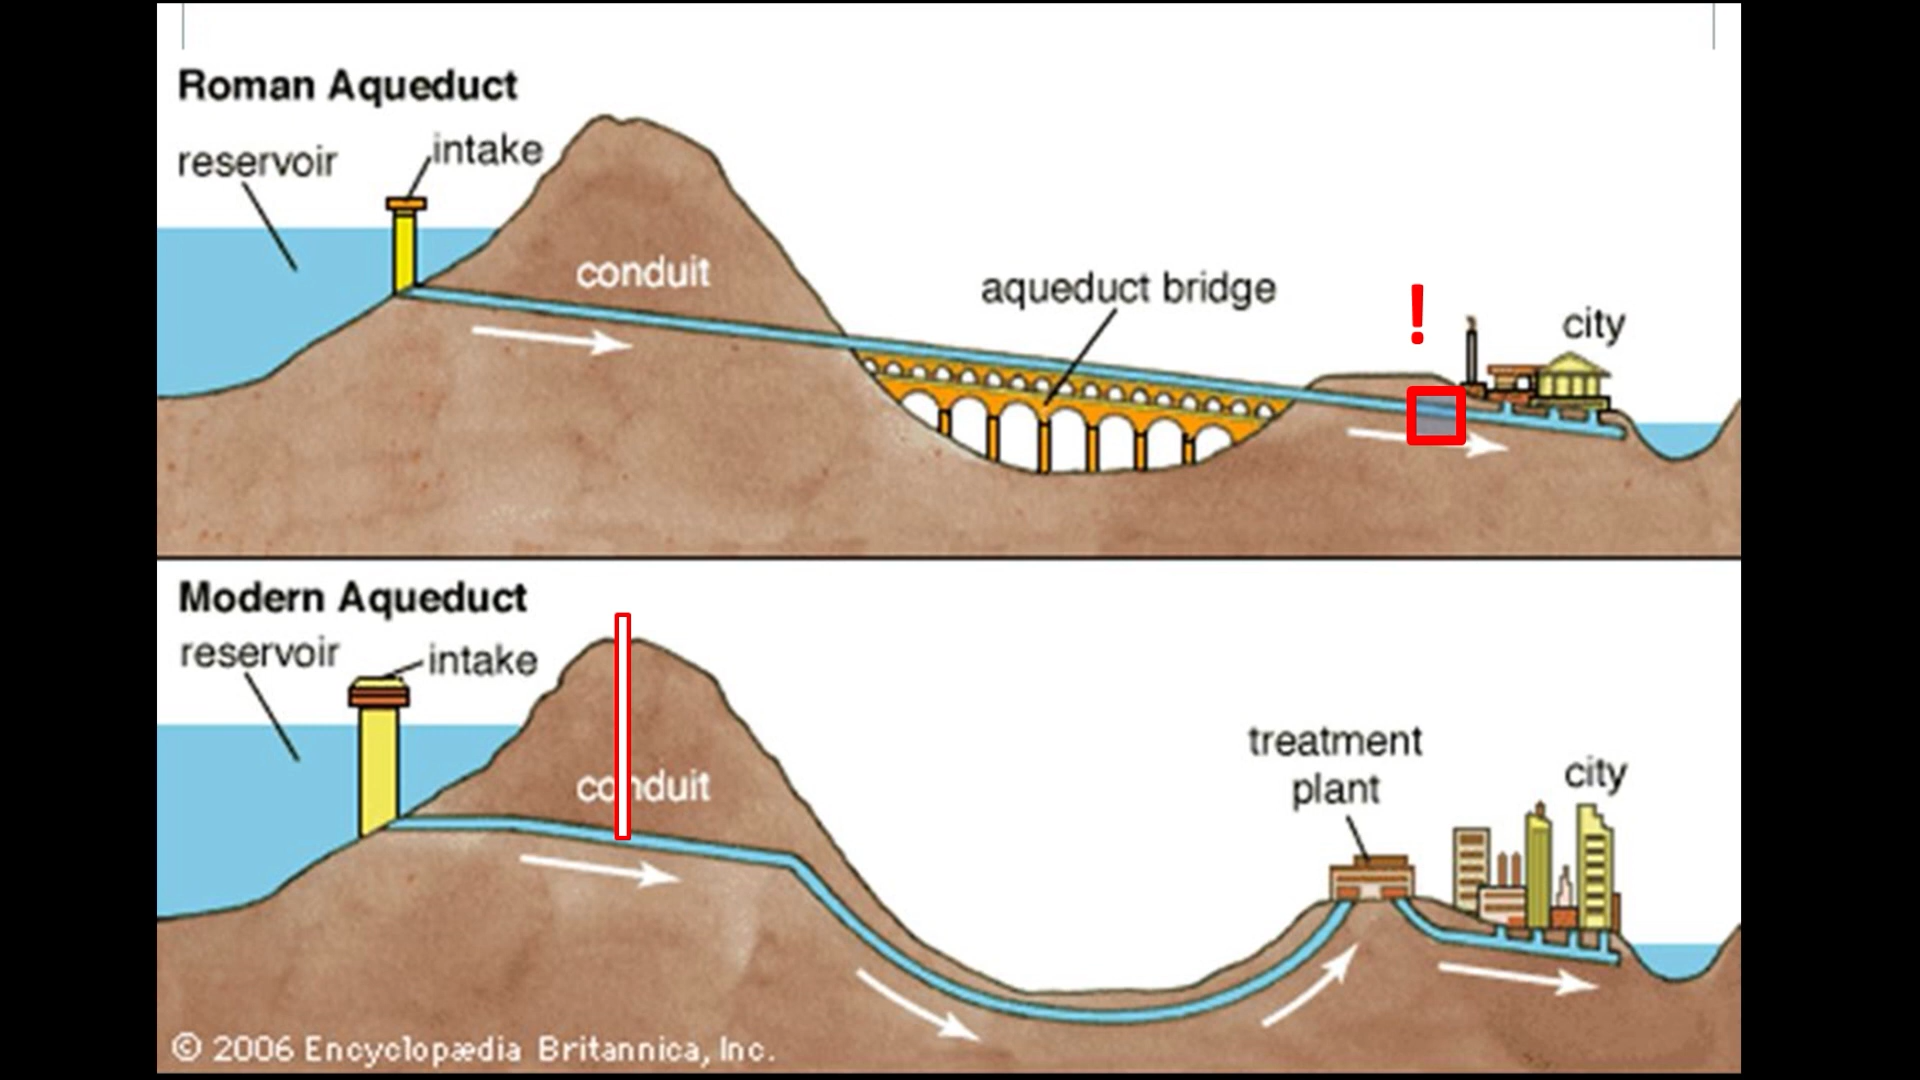 Roman Aqueduct
reservoir
intake
conduit
aqueduct bridge
!
city
Modern Aqueduct
reservoir
intake
conduit
treatment
plant
city
© 2006 Encyclopædia Britannica, Inc.